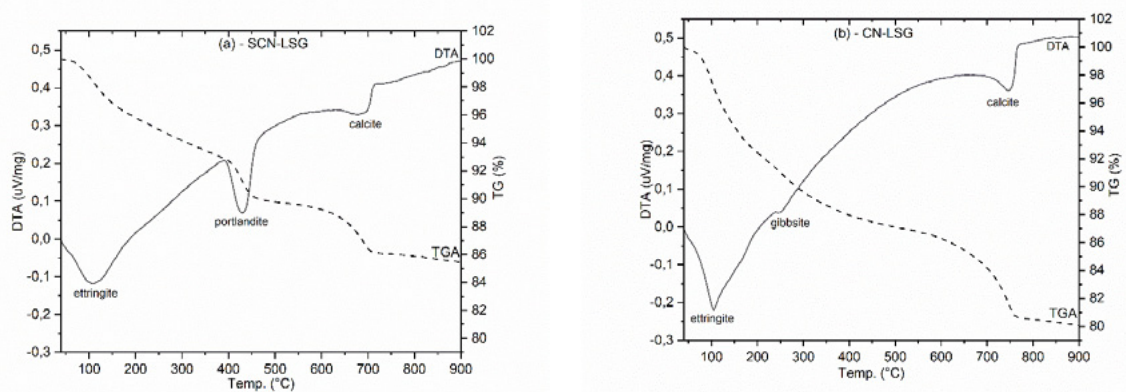 (a) - SCN-LSG
DTA
0,5
0,4
0,3
0,2
0,1
0,0
-0,1
-0,2
-0,3
DTA (uV/mg)
102
100
98
96
94
92
90
88
86
84
82
80
TG (%)
calcite
portlandite
ettringite
TGA
100 200 300 400 500 600 700 800 900
Temp. (°C)
(b) - CN-LSG
DTA
0,5
0,4
0,3
0,2
0,1
0,0
-0,1
-0,2
-0,3
DTA (uV/mg)
102
100
98
96
94
92
90
88
86
84
82
80
TG (%)
calcite
gibbsite
ettringite
TGA
100 200 300 400 500 600 700 800 900
Temp. (°C)